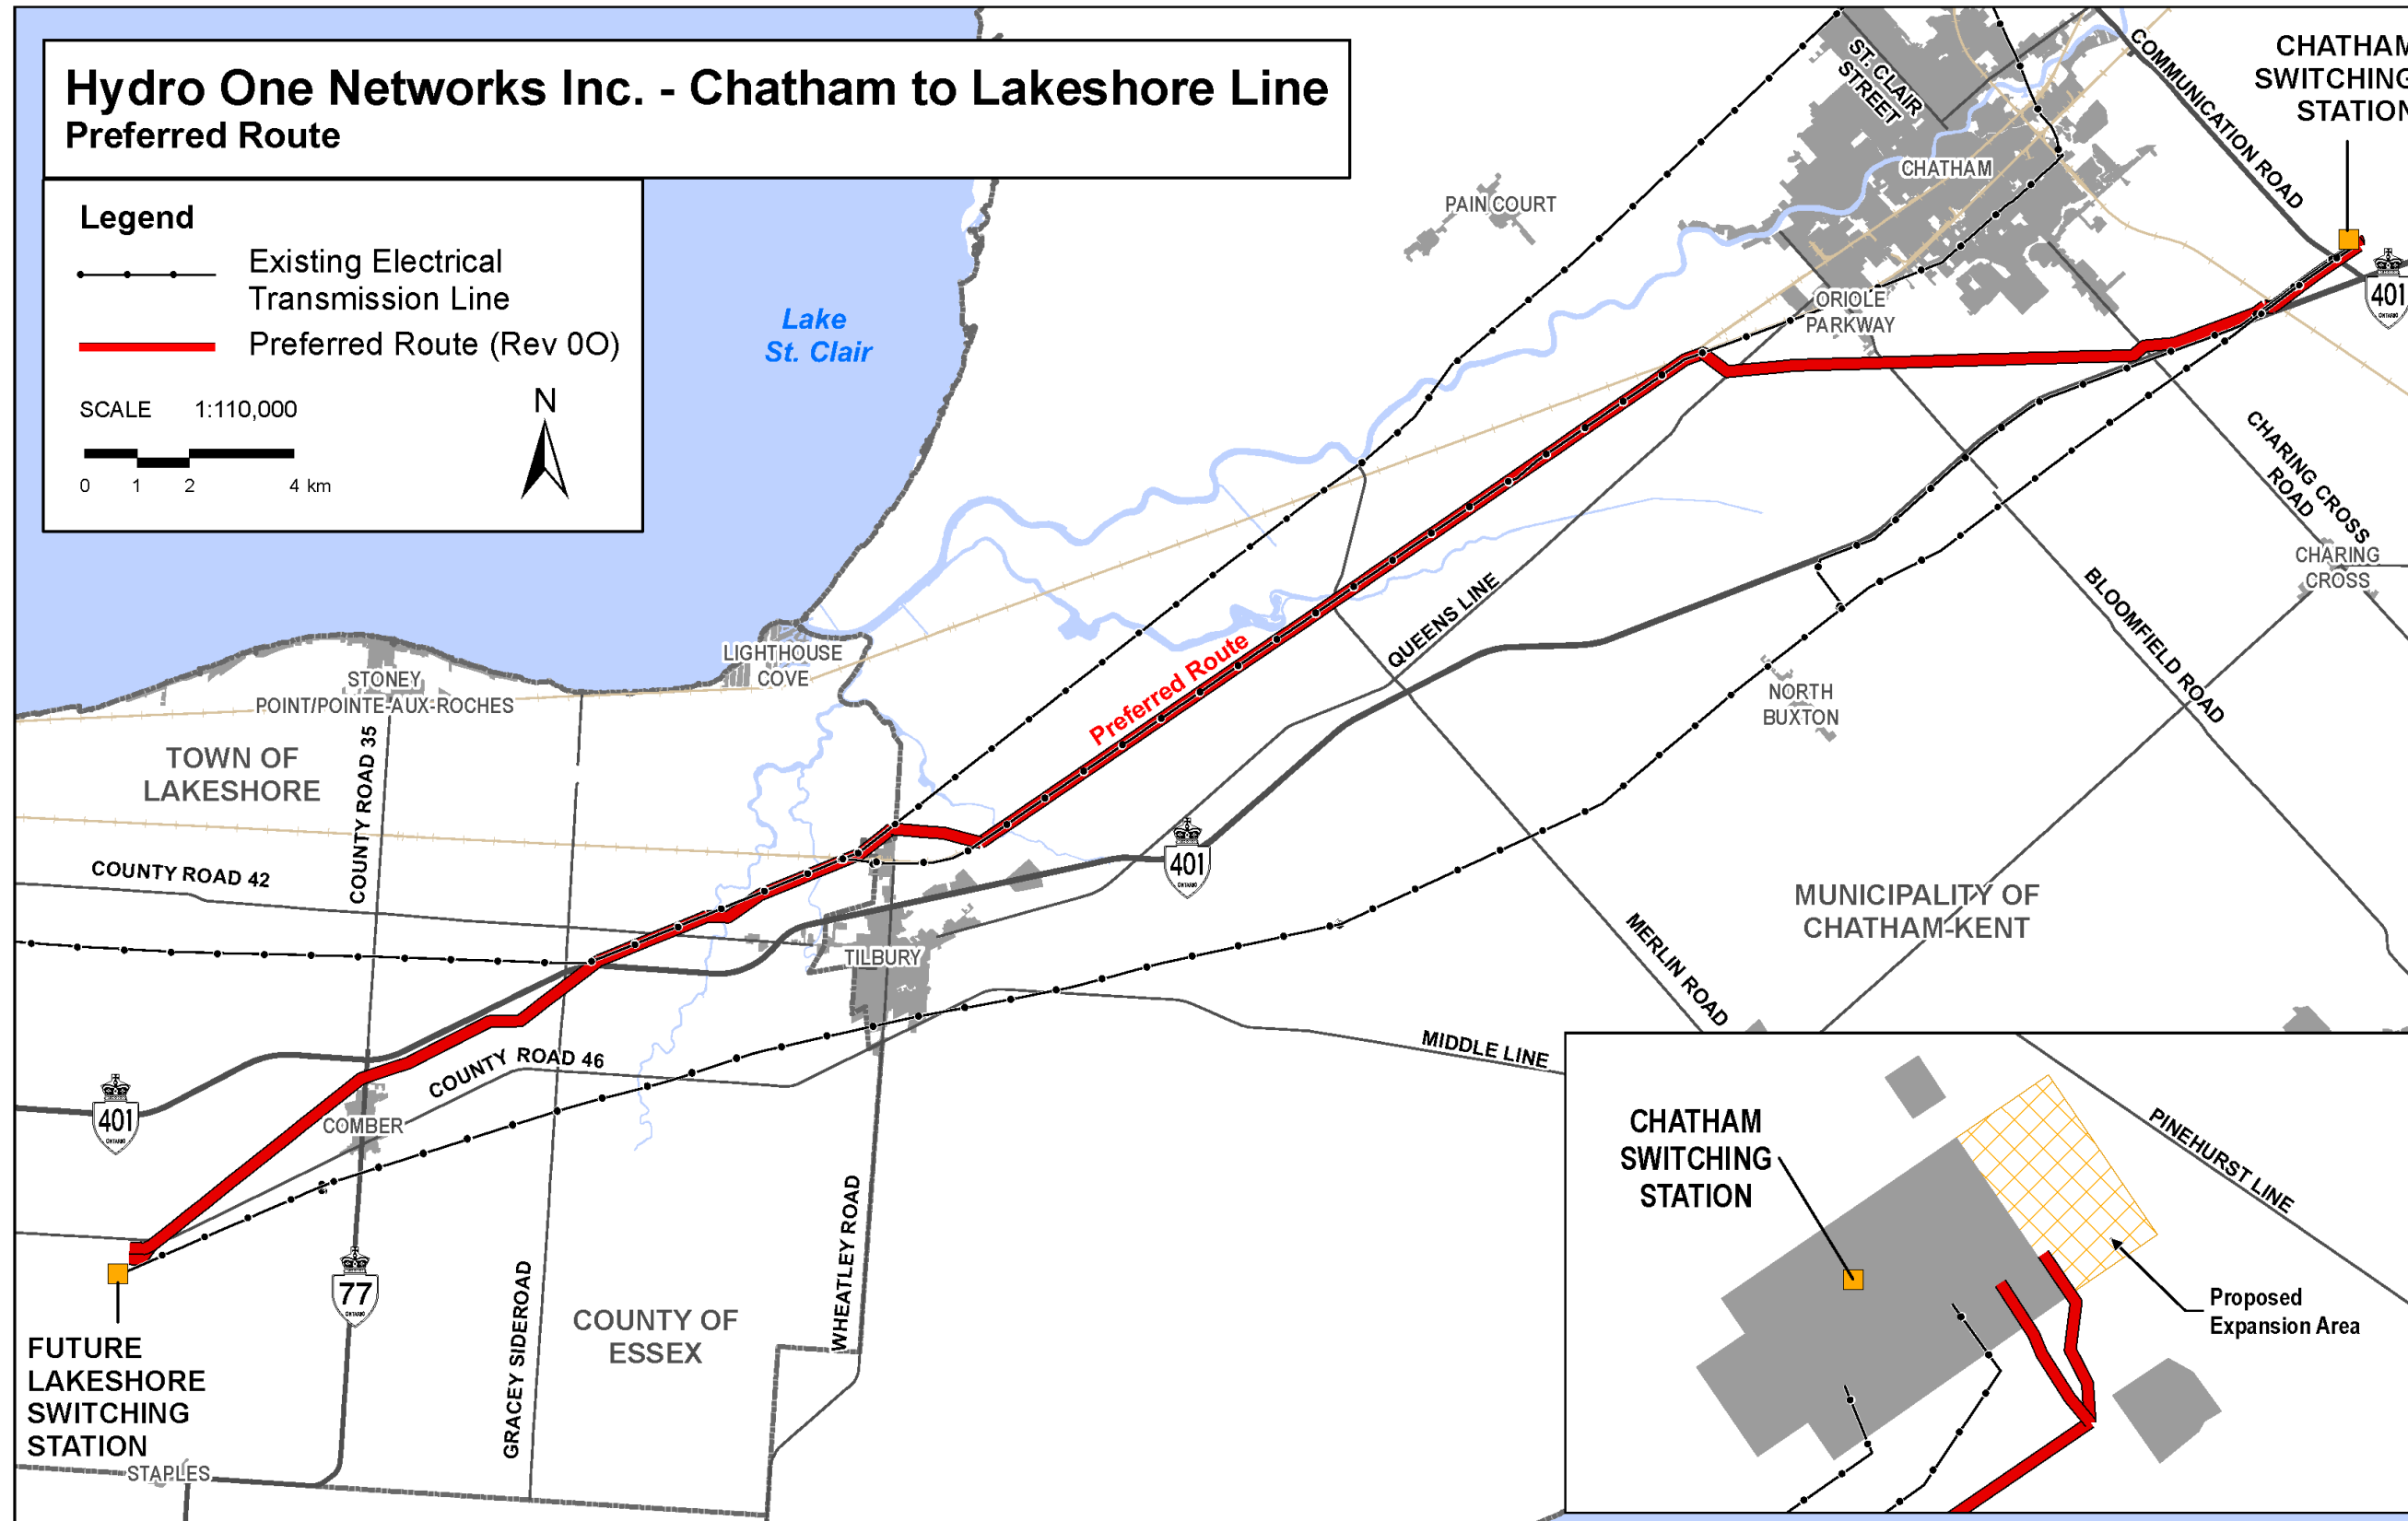 Hydro One Networks Inc. - Chatham to Lakeshore Line
Preferred Route
Legend
Existing Electrical
Transmission Line
Preferred Route (Rev 0O)
SCALE 1:110,000
N
0 1 2 4 km
Lake
St. Clair
ST. CLAIR
STREET
COMMUNICATION ROAD
CHATHAM
SWITCHING
STATION
CHATHAM
PAIN COURT
401
ONTARIO
ORIOLE
PARKWAY
CHARING CROSS
ROAD
CHARING
CROSS
BLOOMFIELD ROAD
QUEENS LINE
Preferred Route
LIGHTHOUSE
COVE
STONEY
POINT/POINTE-AUX-ROCHES
NORTH
BUXTON
TOWN OF
LAKESHORE
COUNTY ROAD 35
COUNTY ROAD 42
401
ONTARIO
MUNICIPALITY OF
CHATHAM-KENT
MERLIN ROAD
TILBURY
MIDDLE LINE
COUNTY ROAD 46
401
ONTARIO
COMBER
77
ONTARIO
WHEATLEY ROAD
GRACEY SIDEROAD
COUNTY OF
ESSEX
FUTURE
LAKESHORE
SWITCHING
STATION
STAPLES
CHATHAM
SWITCHING
STATION
PINEHURST LINE
Proposed
Expansion Area